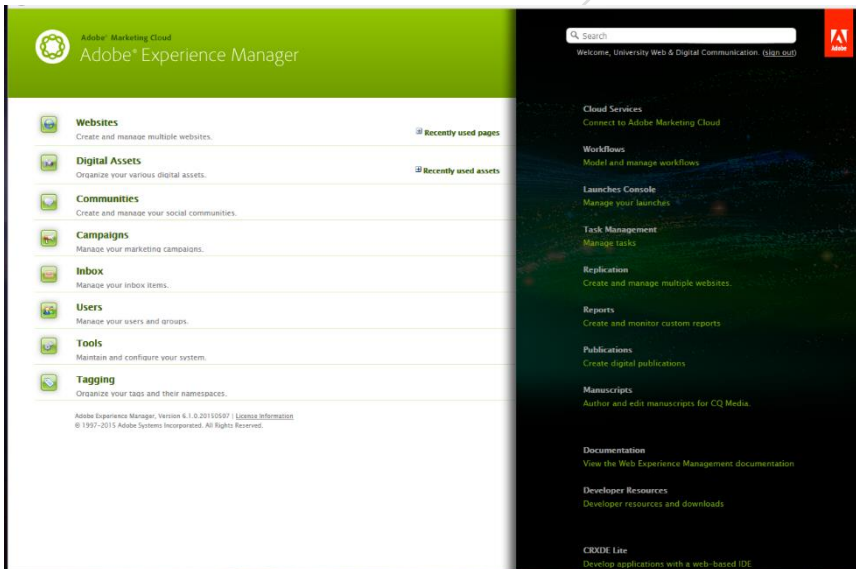 Adobe® Marketing Cloud
Adobe® Experience Manager
Websites
Create and manage multiple websites.
Recently used pages
Digital Assets
Organize your various digital assets.
Recently used assets
Communities
Create and manage your social communities.
Campaigns
Manage your marketing campaigns.
Inbox
Manage your inbox items.
Users
Manage your users and groups.
Tools
Maintain and configure your system.
Tagging
Organize your tags and their namespaces.
Adobe Experience Manager, Version 6.1.0.20150507 | License Information
© 1997-2015 Adobe Systems Incorporated. All Rights Reserved.
Search
Welcome, University Web & Digital Communication. (sign out)
Adobe
Cloud Services
Connect to Adobe Marketing Cloud
Workflows
Model and manage workflows
Launches Console
Manage your launches
Task Management
Manage tasks
Replication
Create and manage multiple websites.
Reports
Create and monitor custom reports
Publications
Create digital publications
Manuscripts
Author and edit manuscripts for CQ Media.
Documentation
View the Web Experience Management documentation
Developer Resources
Developer resources and downloads
CRXDE Lite
Develop applications with a web-based IDE